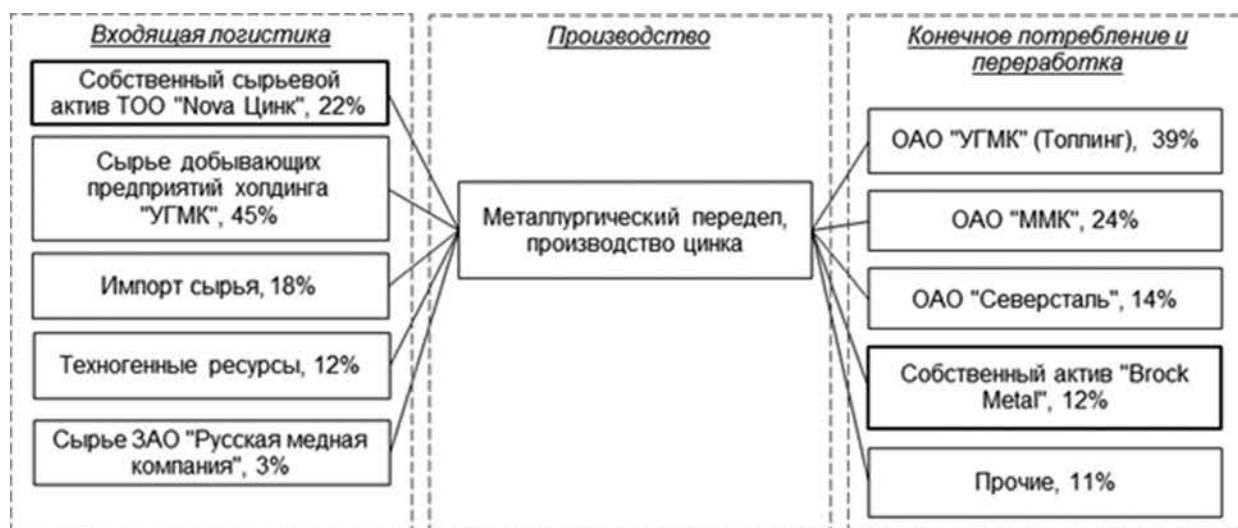 Входящая логистика
Собственный сырьевой
актив ТОО "Nova Цинк", 22%
Сырье добывающих
предприятий холдинга
"УГМК", 45%
Импорт сырья, 18%
Техногенные ресурсы, 12%
Сырье ЗАО "Русская медная
компания", 3%
Производство
Металлургический передел,
производство цинка
Конечное потребление и
переработка
ОАО "УГМК" (Топпинг), 39%
ОАО "ММК", 24%
ОАО "Северсталь", 14%
Собственный актив "Brock
Metal", 12%
Прочие, 11%